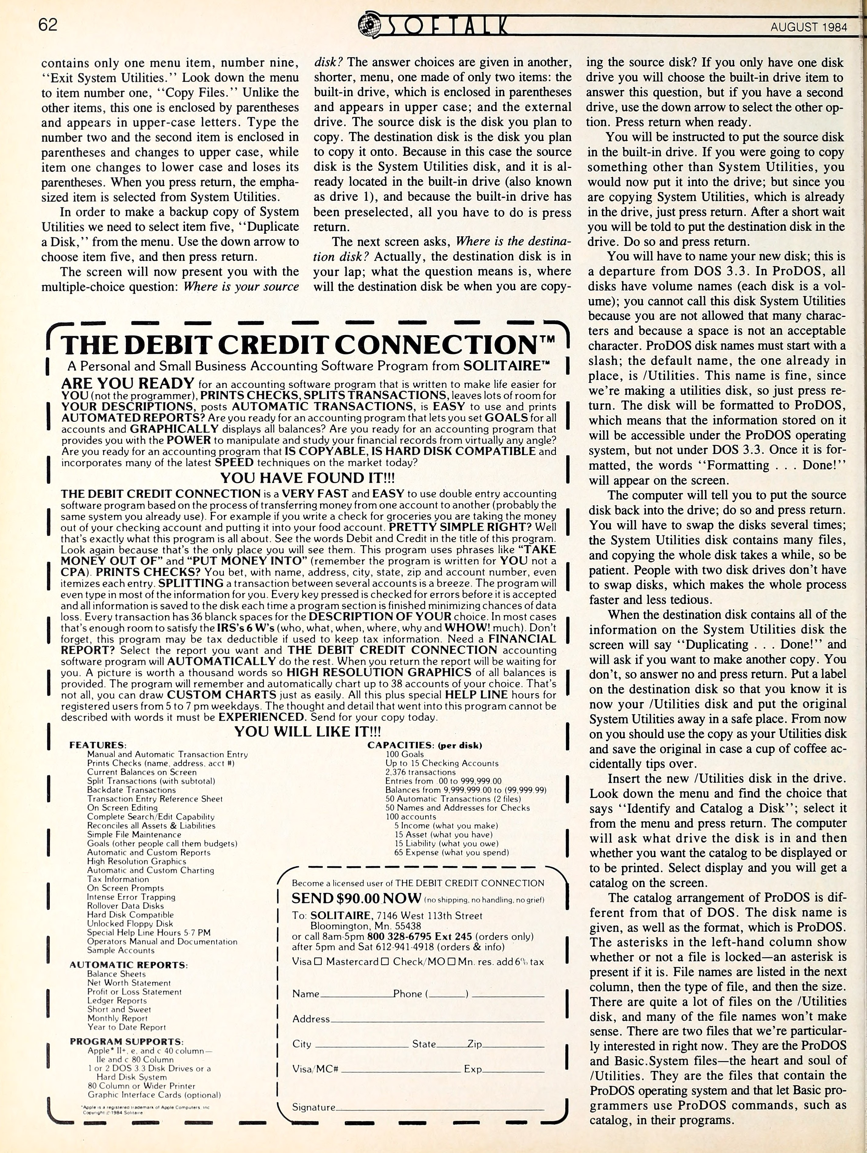 62
SOFTALK
AUGUST 1984
contains only one menu item, number nine,
“Exit System Utilities.” Look down the menu
to item number one, “Copy Files.” Unlike the
other items, this one is enclosed by parentheses
and appears in upper-case letters. Type the
number two and the second item is enclosed in
parentheses and changes to upper case, while
item one changes to lower case and loses its
parentheses. When you press return, the empha-
sized item is selected from System Utilities.
In order to make a backup copy of System
Utilities we need to select item five, “Duplicate
a Disk,” from the menu. Use the down arrow to
choose item five, and then press return.
The screen will now present you with the
multiple-choice question: Where is your source
disk? The answer choices are given in another,
shorter, menu, one made of only two items: the
built-in drive, which is enclosed in parentheses
and appears in upper case; and the external
drive. The source disk is the disk you plan to
copy. The destination disk is the disk you plan
to copy it onto. Because in this case the source
disk is the System Utilities disk, and it is al-
ready located in the built-in drive (also known
as drive 1), and because the built-in drive has
been preselected, all you have to do is press
return.
The next screen asks, Where is the destina-
tion disk? Actually, the destination disk is in
your lap; what the question means is, where
will the destination disk be when you are copy-
ing the source disk? If you only have one disk
drive you will choose the built-in drive item to
answer this question, but if you have a second
drive, use the down arrow to select the other op-
tion. Press return when ready.
You will be instructed to put the source disk
in the built-in drive. If you were going to copy
something other than System Utilities, you
would now put it into the drive; but since you
are copying System Utilities, which is already
in the drive, just press return. After a short wait
you will be told to put the destination disk in the
drive. Do so and press return.
You will have to name your new disk; this is
a departure from DOS 3.3. In ProDOS, all
disks have volume names (each disk is a vol-
ume); you cannot call this disk System Utilities
because you are not allowed that many charac-
ters and because a space is not an acceptable
character. ProDOS disk names must start with a
slash; the default name, the one already in
place, is /Utilities. This name is fine, since
we’re making a utilities disk, so just press re-
turn. The disk will be formatted to ProDOS,
which means that the information stored on it
will be accessible under the ProDOS operating
system, but not under DOS 3.3. Once it is for-
matted, the words “Formatting . . . Done!”
will appear on the screen.
The computer will tell you to put the source
disk back into the drive; do so and press return.
You will have to swap the disks several times;
the System Utilities disk contains many files,
and copying the whole disk takes a while, so be
patient. People with two disk drives don’t have
to swap disks, which makes the whole process
faster and less tedious.
When the destination disk contains all of the
information on the System Utilities disk the
screen will say “Duplicating . . . Done!” and
will ask if you want to make another copy. You
don’t, so answer no and press return. Put a label
on the destination disk so that you know it is
now your /Utilities disk and put the original
System Utilities away in a safe place. From now
on you should use the copy as your Utilities disk
and save the original in case a cup of coffee ac-
cidentally tips over.
Insert the new /Utilities disk in the drive.
Look down the menu and find the choice that
says “Identify and Catalog a Disk”; select it
from the menu and press return. The computer
will ask what drive the disk is in and then
whether you want the catalog to be displayed or
to be printed. Select display and you will get a
catalog on the screen.
The catalog arrangement of ProDOS is dif-
ferent from that of DOS. The disk name is
given, as well as the format, which is ProDOS.
The asterisks in the left-hand column show
whether or not a file is locked—an asterisk is
present if it is. File names are listed in the next
column, then the type of file, and then the size.
There are quite a lot of files on the /Utilities
disk, and many of the file names won’t make
sense. There are two files that we’re particular-
ly interested in right now. They are the ProDOS
and Basic.System files—the heart and soul of
/Utilities. They are the files that contain the
ProDOS operating system and that let Basic pro-
grammers use ProDOS commands, such as
catalog, in their programs.
THE DEBIT CREDIT CONNECTION™
A Personal and Small Business Accounting Software Program from SOLITAIRE™
ARE YOU READY for an accounting software program that is written to make life easier for
YOU (not the programmer), PRINTS CHECKS, SPLITS TRANSACTIONS, leaves lots of room for
YOUR DESCRIPTIONS, posts AUTOMATIC TRANSACTIONS, is EASY to use and prints
AUTOMATED REPORTS? Are you ready for an accounting program that lets you set GOALS for all
accounts and GRAPHICALLY displays all balances? Are you ready for an accounting program that
provides you with the POWER to manipulate and study your financial records from virtually any angle?
Are you ready for an accounting program that IS COPYABLE, IS HARD DISK COMPATIBLE and
incorporates many of the latest SPEED techniques on the market today?
YOU HAVE FOUND IT!!!
THE DEBIT CREDIT CONNECTION is a VERY FAST and EASY to use double entry accounting
software program based on the process of transferring money from one account to another (probably the
same system you already use). For example if you write a check for groceries you are taking the money
out of your checking account and putting it into your food account. PRETTY SIMPLE RIGHT? Well
that’s exactly what this program is all about. See the words Debit and Credit in the title of this program.
Look again because that’s the only place you will see them. This program uses phrases like “TAKE
MONEY OUT OF” and “PUT MONEY INTO” (remember the program is written for YOU not a
CPA). PRINTS CHECKS? You bet, with name, address, city, state, zip and account number, even
itemizes each entry. SPLITTING a transaction between several accounts is a breeze. The program will
even type in most of the information for you. Every key pressed is checked for errors before it is accepted
and all information is saved to the disk each time a program section is finished minimizing chances of data
loss. Every transaction has 36 blanck spaces for the DESCRIPTION OF YOUR choice. In most cases
that’s enough room to satisfy the IRS’s 6 W’s (who, what, when, where, why and WHOW! much). Don’t
forget, this program may be tax deductible if used to keep tax information. Need a FINANCIAL
REPORT? Select the report you want and THE DEBIT CREDIT CONNECTION accounting
software program will AUTOMATICALLY do the rest. When you return the report will be waiting for
you. A picture is worth a thousand words so HIGH RESOLUTION GRAPHICS of all balances is
provided. The program will remember and automatically chart up to 38 accounts of your choice. That’s
not all, you can draw CUSTOM CHARTS just as easily. All this plus special HELP LINE hours for
registered users from 5 to 7 pm weekdays. The thought and detail that went into this program cannot be
described with words it must be EXPERIENCED. Send for your copy today.
YOU WILL LIKE IT!!!
FEATURES:
Manual and Automatic Transaction Entry
Prints Checks (name, address, acct #)
Current Balances on Screen
Split Transactions (with subtotal)
Backdate Transactions
Transaction Entry Reference Sheet
On Screen Editing
Complete Search/Edit Capability
Reconciles all Assets & Liabilities
Simple File Maintenance
Goals (other people call them budgets)
Automatic and Custom Reports
High Resolution Graphics
Automatic and Custom Charting
Tax Information
On Screen Prompts
Intense Error Trapping
Rollover Data Disks
Hard Disk Compatible
Unlocked Floppy Disk
Special Help Line Hours 5-7 PM
Operators Manual and Documentation
Sample Accounts
AUTOMATIC REPORTS:
Balance Sheets
Net Worth Statement
Profit or Loss Statement
Ledger Reports
Short and Sweet
Monthly Report
Year to Date Report
PROGRAM SUPPORTS:
Apple* II+, e, and c 40 column—
IIe and c 80 Column
1 or 2 DOS 3.3 Disk Drives or a
Hard Disk System
80 Column or Wider Printer
Graphic Interface Cards (optional)
*Apple is a registered trademark of Apple Computers, Inc.
Copyright © 1984 Solitaire
CAPACITIES: (per disk)
100 Goals
Up to 15 Checking Accounts
2,376 transactions
Entries from .00 to 999,999.00
Balances from 9,999,999.00 to (99,999.99)
50 Automatic Transactions (2 files)
50 Names and Addresses for Checks
100 accounts
5 Income (what you make)
15 Asset (what you have)
15 Liability (what you owe)
65 Expense (what you spend)
Become a licensed user of THE DEBIT CREDIT CONNECTION
SEND $90.00 NOW (no shipping, no handling, no grief)
To: SOLITAIRE, 7146 West 113th Street
Bloomington, Mn. 55438
or call 8am-5pm 800 328-6795 Ext 245 (orders only)
after 5pm and Sat 612-941-4918 (orders & info)
Visa □ Mastercard □ Check/MO □ Mn. res. add 6% tax
Name Phone ( )
Address
City State Zip
Visa/MC# Exp
Signature